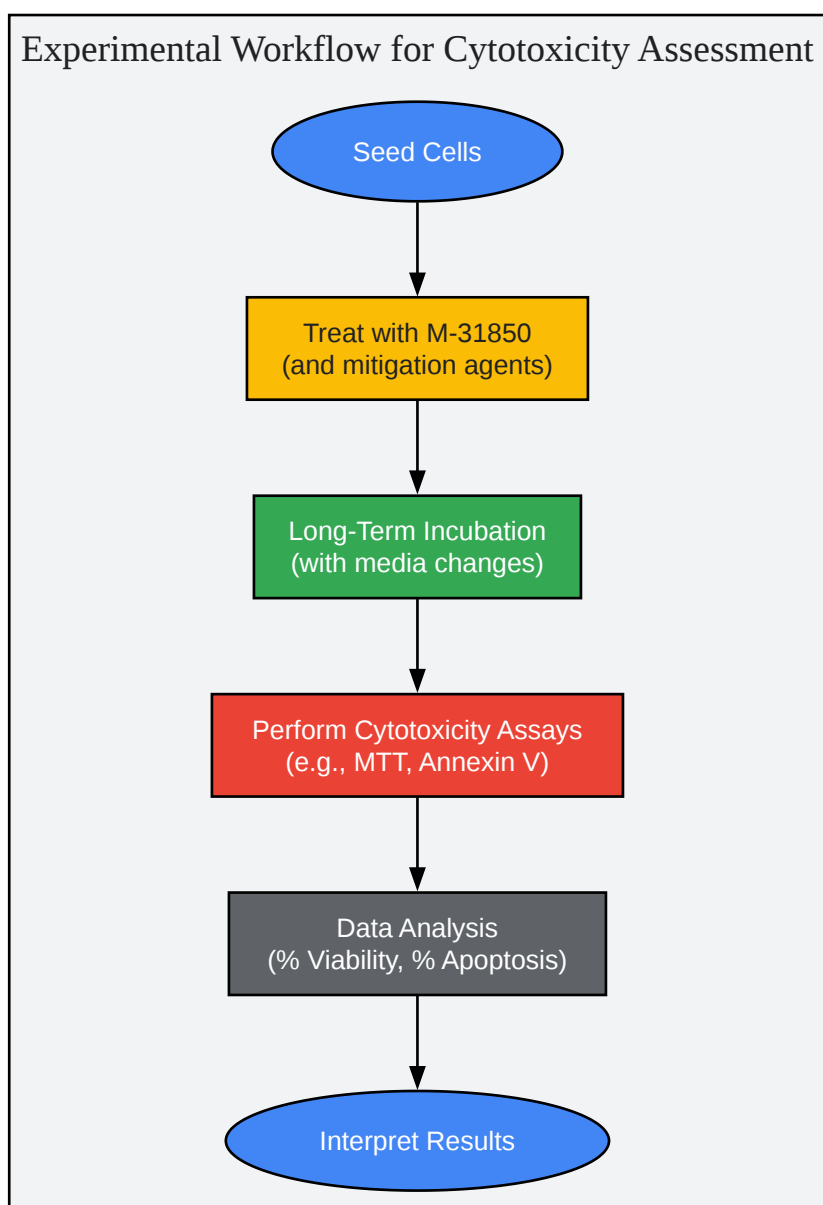 Experimental Workflow for Cytotoxicity Assessment
Seed Cells
Treat with M-31850
(and mitigation agents)
Long-Term Incubation
(with media changes)
Perform Cytotoxicity Assays
(e.g., MTT, Annexin V)
Data Analysis
(% Viability, % Apoptosis)
Interpret Results